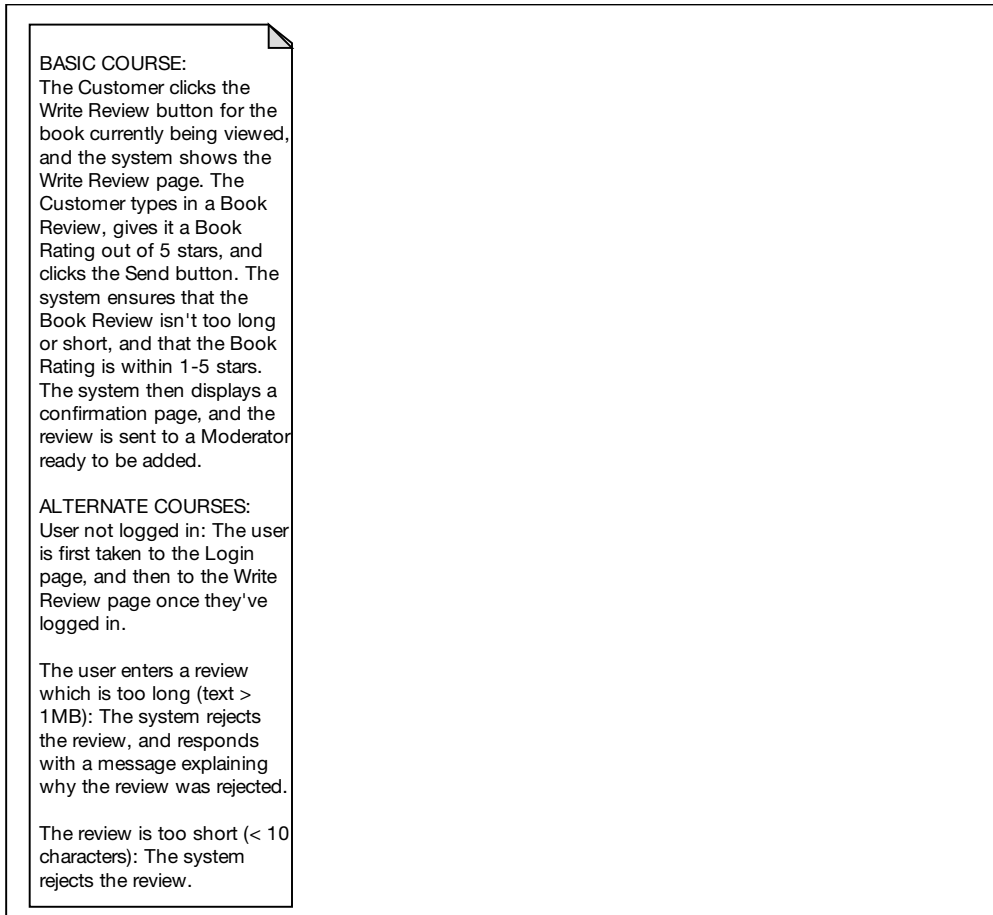 BASIC COURSE:
The Customer clicks the
Write Review button for the
book currently being viewed,
and the system shows the
Write Review page. The
Customer types in a Book
Review, gives it a Book
Rating out of 5 stars, and
clicks the Send button. The
system ensures that the
Book Review isn't too long
or short, and that the Book
Rating is within 1-5 stars.
The system then displays a
confirmation page, and the
review is sent to a Moderator
ready to be added.
ALTERNATE COURSES:
User not logged in: The user
is first taken to the Login
page, and then to the Write
Review page once they've
logged in.
The user enters a review
which is too long (text >
1MB): The system rejects
the review, and responds
with a message explaining
why the review was rejected.
The review is too short (< 10
characters): The system
rejects the review.